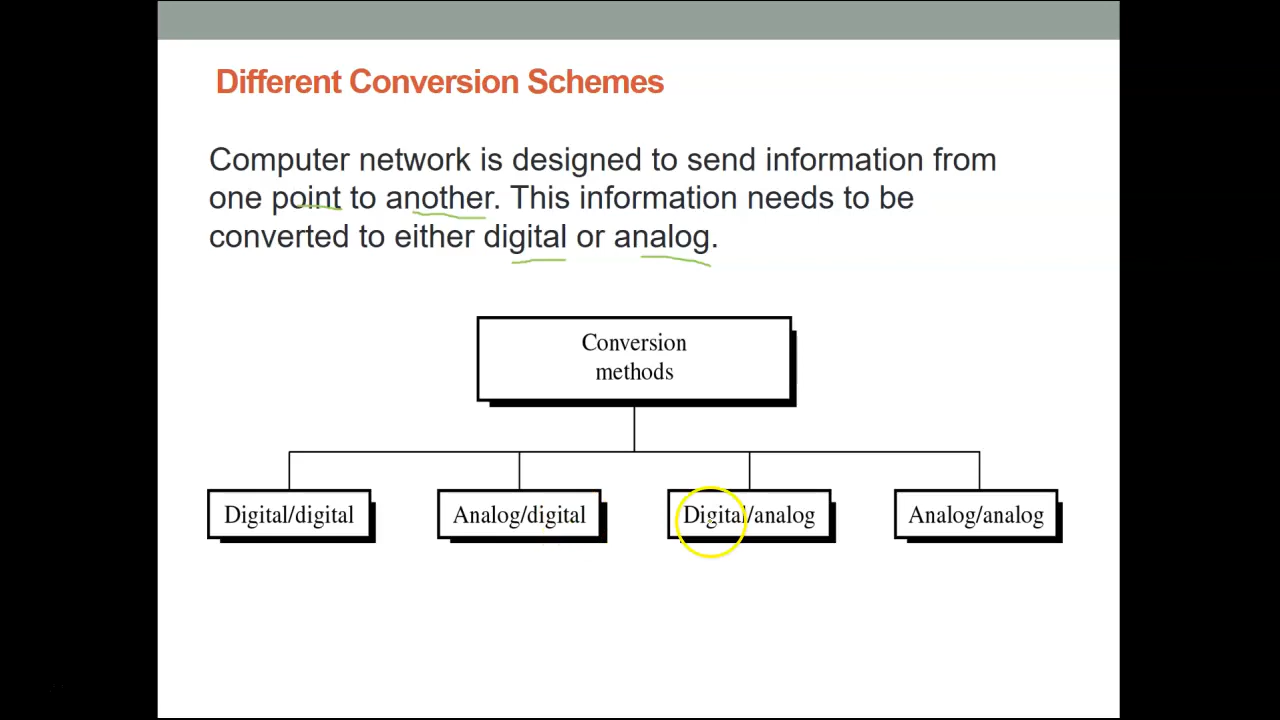 Different Conversion Schemes
Computer network is designed to send information from
one point to another. This information needs to be
converted to either digital or analog.
Conversion
methods
Digital/digital
Analog/digital
Digital/analog
Analog/analog